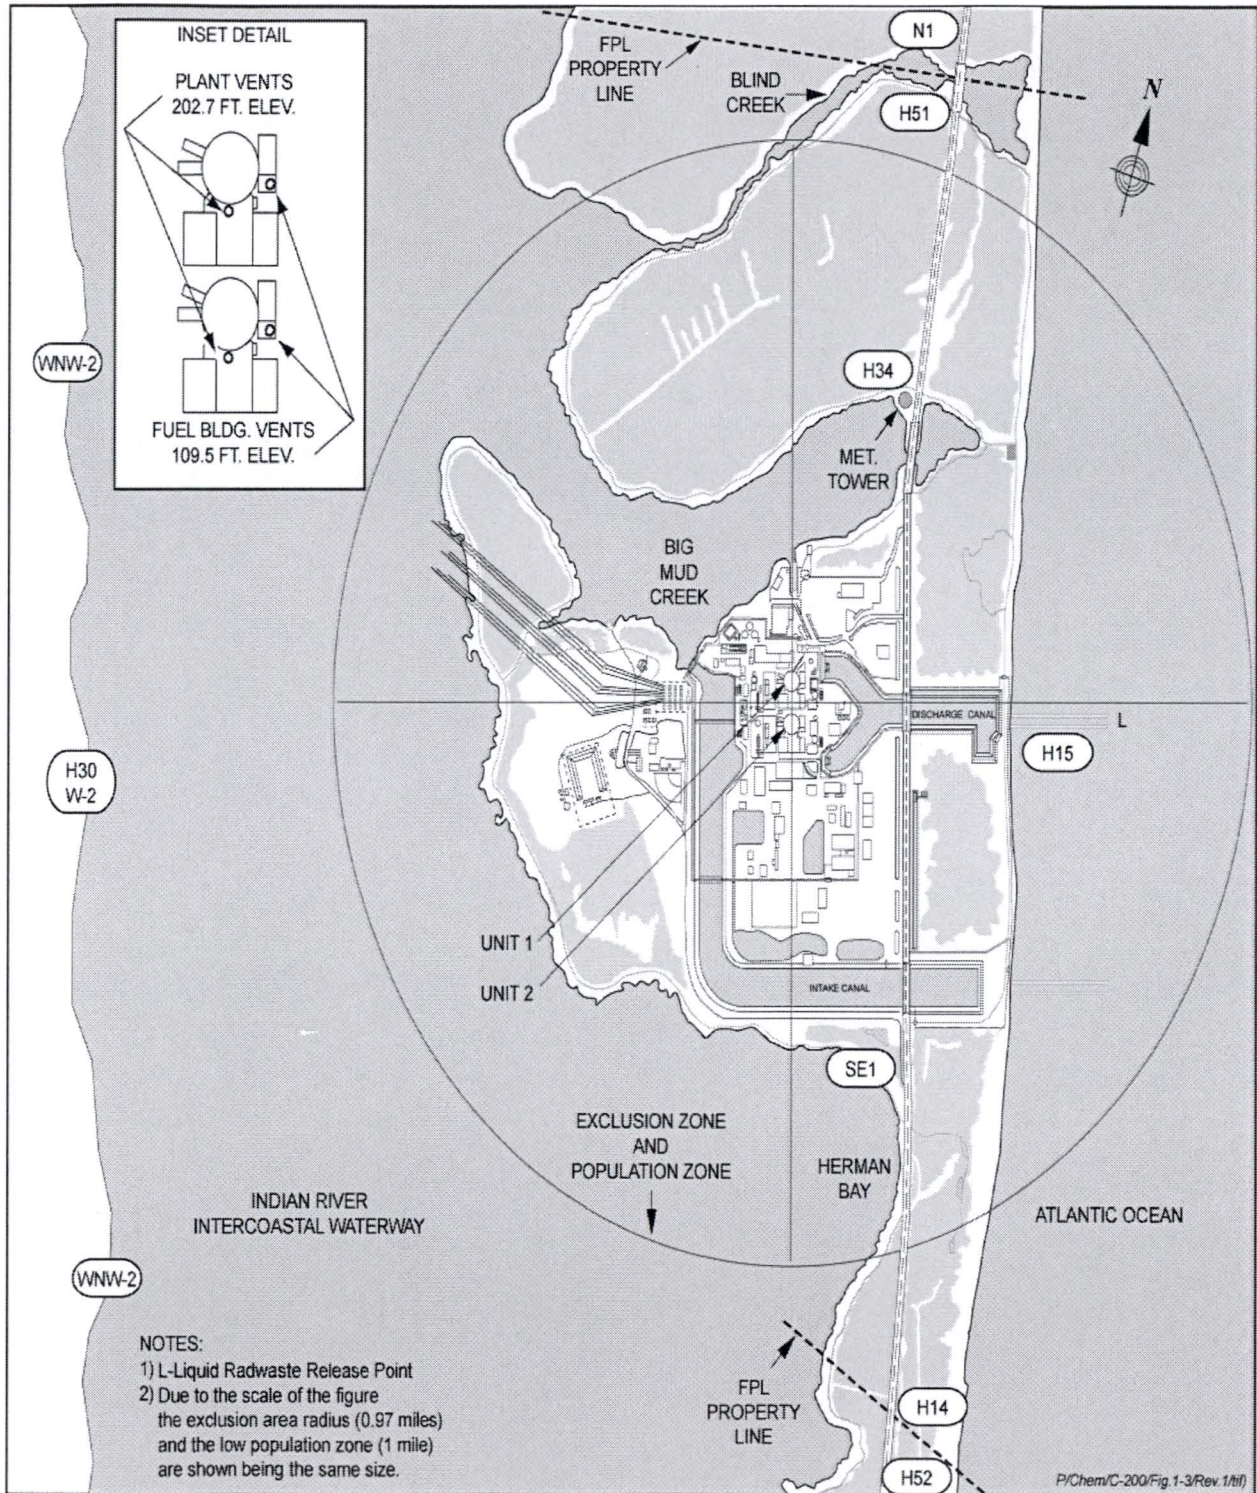 INSET DETAIL
PLANT VENTS
202.7 FT. ELEV.
FUEL BLDG. VENTS
109.5 FT. ELEV.
FPL
PROPERTY
LINE
N1
BLIND
CREEK
H51
N
WNW-2
H34
MET.
TOWER
BIG
MUD
CREEK
DISCHARGE CANAL
L
H15
H30
W-2
UNIT 1
UNIT 2
INTAKE CANAL
SE1
EXCLUSION ZONE
AND
POPULATION ZONE
HERMAN
BAY
INDIAN RIVER
INTERCOASTAL WATERWAY
ATLANTIC OCEAN
WNW-2
NOTES:
1) L-Liquid Radwaste Release Point
2) Due to the scale of the figure
the exclusion area radius (0.97 miles)
and the low population zone (1 mile)
are shown being the same size.
FPL
PROPERTY
LINE
H14
H52
P/Chem/C-200/Fig.1-3/Rev.1/tif)